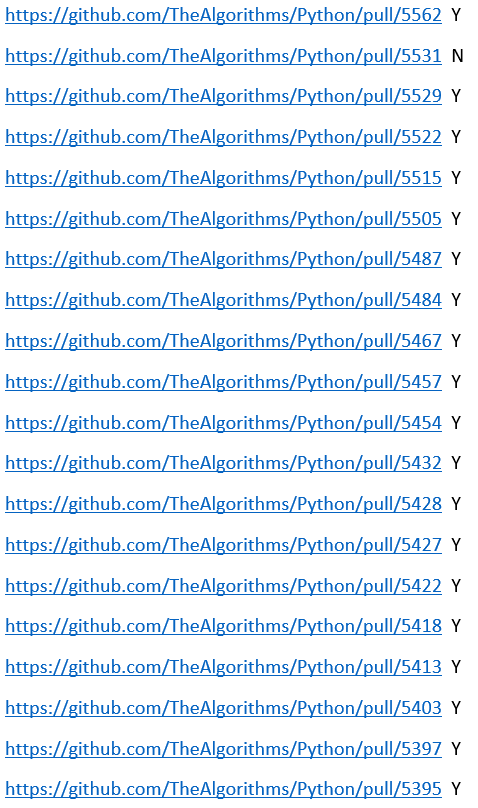 https://github.com/TheAlgorithms/Python/pull/5562 Y
https://github.com/TheAlgorithms/Python/pull/5531 N
https://github.com/TheAlgorithms/Python/pull/5529 Y
https://github.com/TheAlgorithms/Python/pull/5522 Y
https://github.com/TheAlgorithms/Python/pull/5515 Y
https://github.com/TheAlgorithms/Python/pull/5505 Y
https://github.com/TheAlgorithms/Python/pull/5487 Y
https://github.com/TheAlgorithms/Python/pull/5484 Y
https://github.com/TheAlgorithms/Python/pull/5467 Y
https://github.com/TheAlgorithms/Python/pull/5457 Y
https://github.com/TheAlgorithms/Python/pull/5454 Y
https://github.com/TheAlgorithms/Python/pull/5432 Y
https://github.com/TheAlgorithms/Python/pull/5428 Y
https://github.com/TheAlgorithms/Python/pull/5427 Y
https://github.com/TheAlgorithms/Python/pull/5422 Y
https://github.com/TheAlgorithms/Python/pull/5418 Y
https://github.com/TheAlgorithms/Python/pull/5413 Y
https://github.com/TheAlgorithms/Python/pull/5403 Y
https://github.com/TheAlgorithms/Python/pull/5397 Y
https://github.com/TheAlgorithms/Python/pull/5395 Y